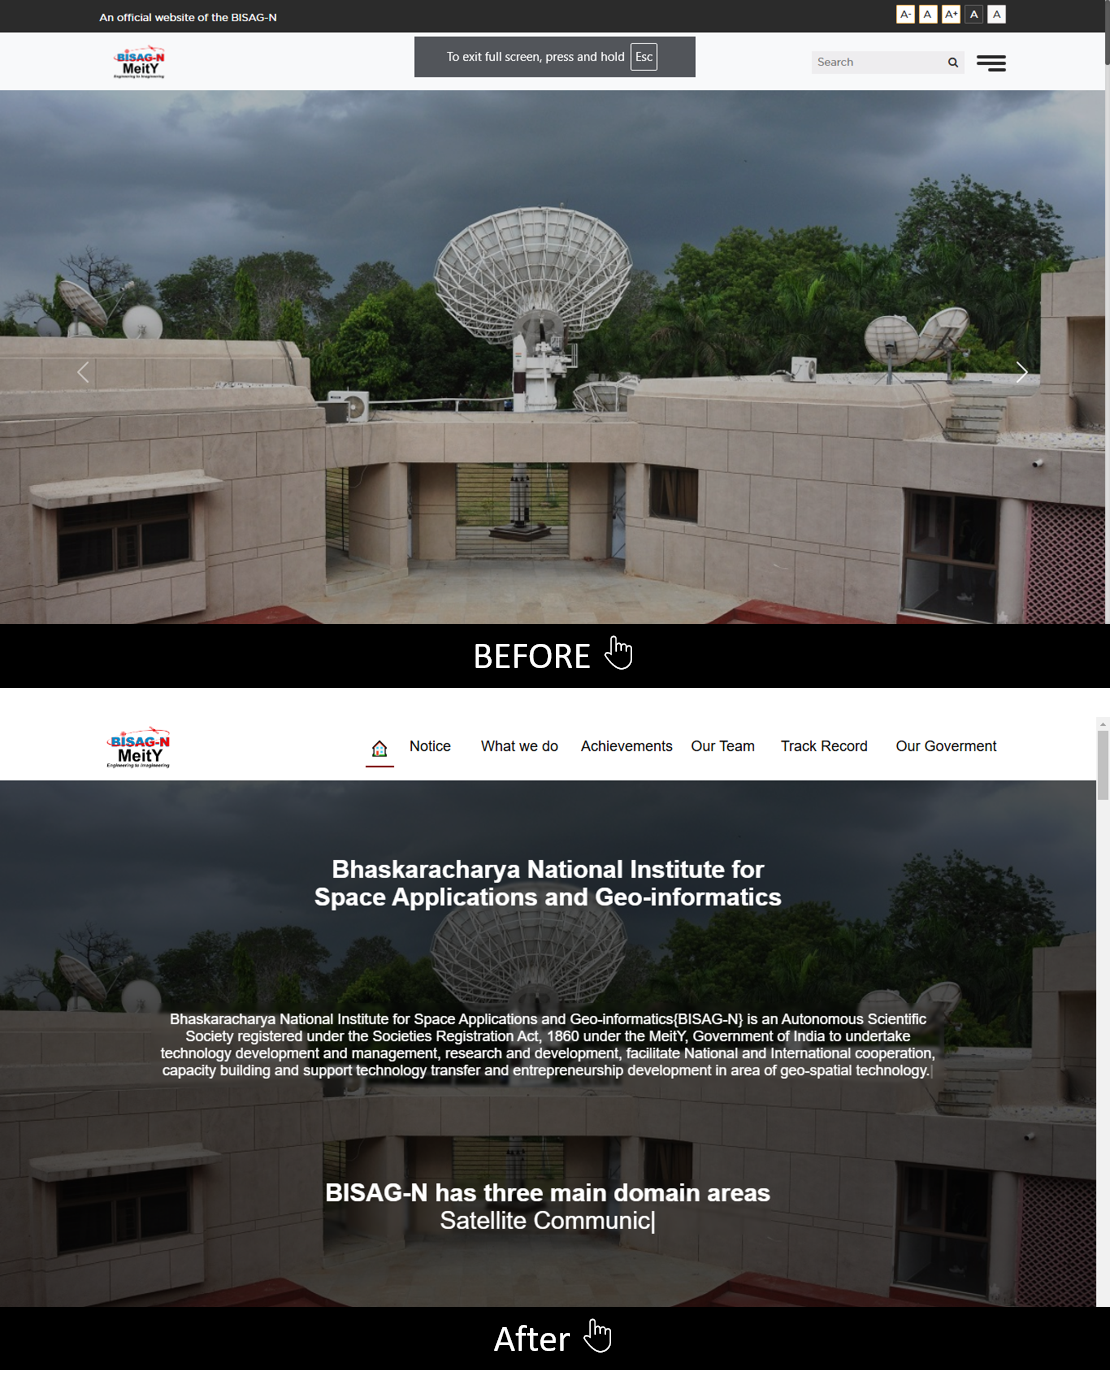 An official website of the BISAG-N
A- A A+ A A
BISAG-N
MeitY
Engineering to Imagineering
To exit full screen, press and hold Esc
Search
BEFORE
BISAG-N
MeitY
Engineering to Imagineering
Notice What we do Achievements Our Team Track Record Our Goverment
Bhaskaracharya National Institute for
Space Applications and Geo-informatics
Bhaskaracharya National Institute for Space Applications and Geo-informatics{BISAG-N} is an Autonomous Scientific
Society registered under the Societies Registration Act, 1860 under the MeitY, Government of India to undertake
technology development and management, research and development, facilitate National and International cooperation,
capacity building and support technology transfer and entrepreneurship development in area of geo-spatial technology.
BISAG-N has three main domain areas
Satellite Communic|
After